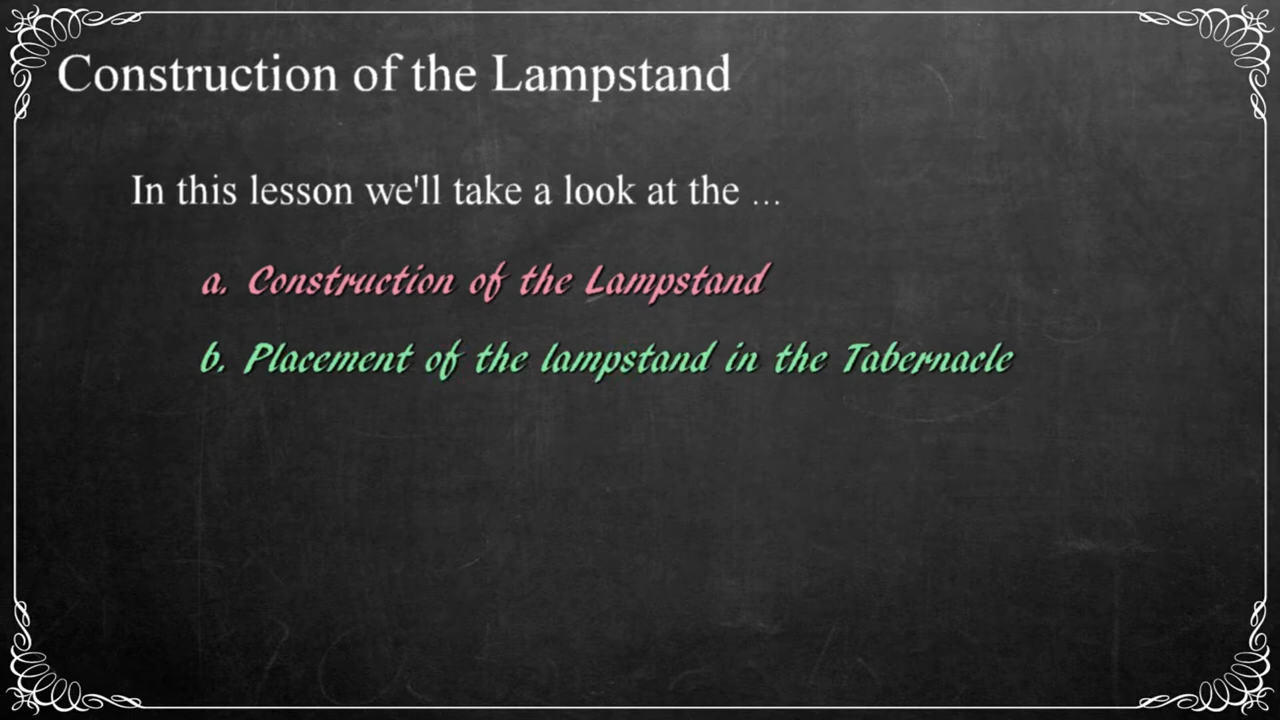 Construction of the Lampstand
In this lesson we'll take a look at the ...
a. Construction of the Lampstand
b. Placement of the lampstand in the Tabernacle